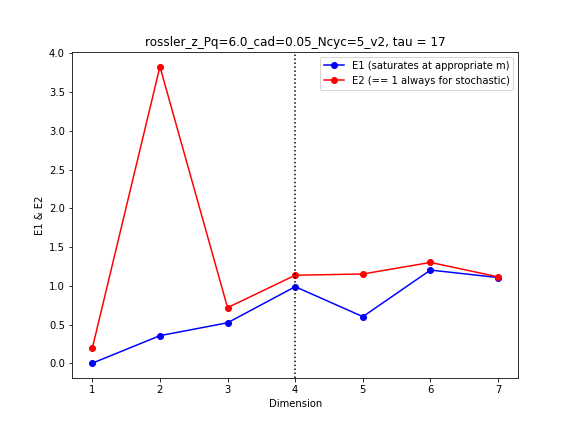 rossler_z_Pq=6.0_cad=0.05_Ncyc=5_v2, tau = 17
E1 (saturates at appropriate m)
E2 (== 1 always for stochastic)
E1 & E2
4.0
3.5
3.0
2.5
2.0
1.5
1.0
0.5
0.0
1 2 3 4 5 6 7
Dimension